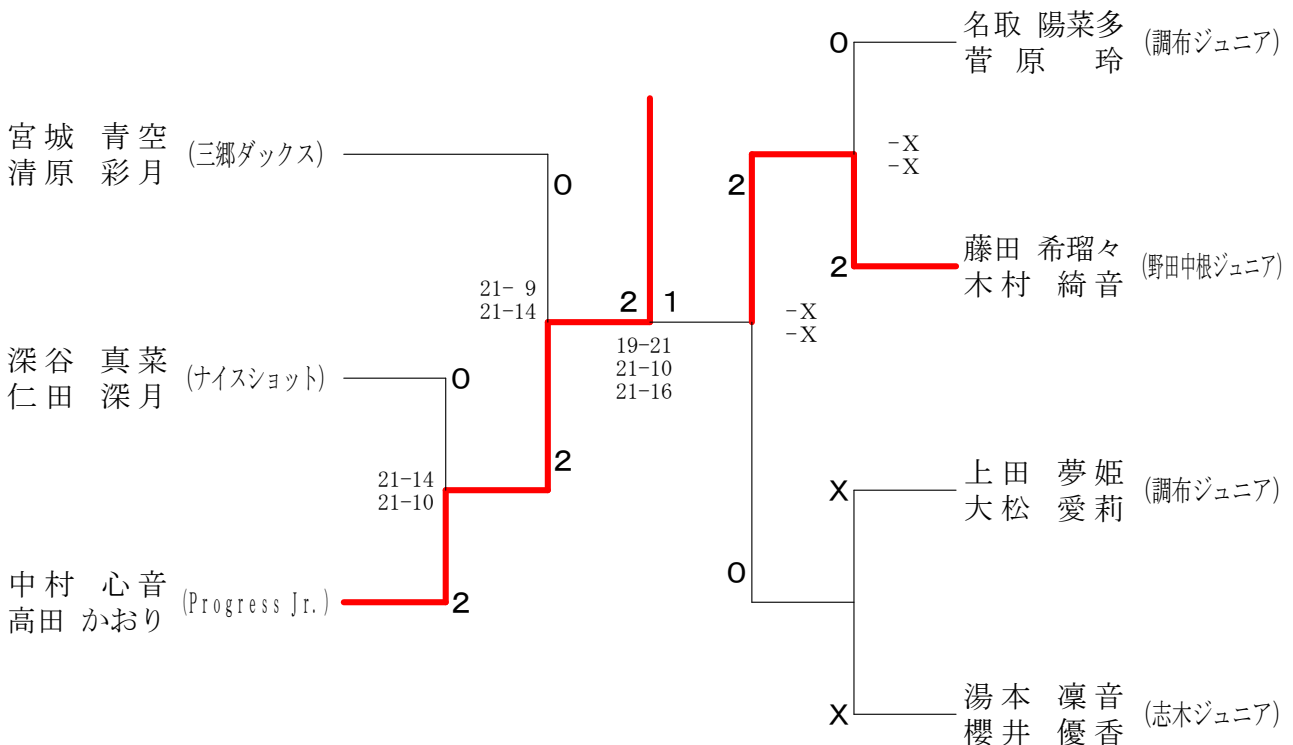 宮城 青空
清原 彩月
(三郷ダックス)
0
21- 9
21-14
深谷 真菜
仁田 深月
(ナイスショット)
0
21-14
21-10
2
中村 心音
高田 かおり
(Progress Jr.)
2
2 1
19-21
21-10
21-16
名取 陽菜多
菅原 玲
(調布ジュニア)
0
-X
-X
2
藤田 希瑠々
木村 綺音
(野田中根ジュニア)
2
-X
-X
上田 夢姫
大松 愛莉
(調布ジュニア)
X
0
湯本 凜音
櫻井 優香
(志木ジュニア)
X